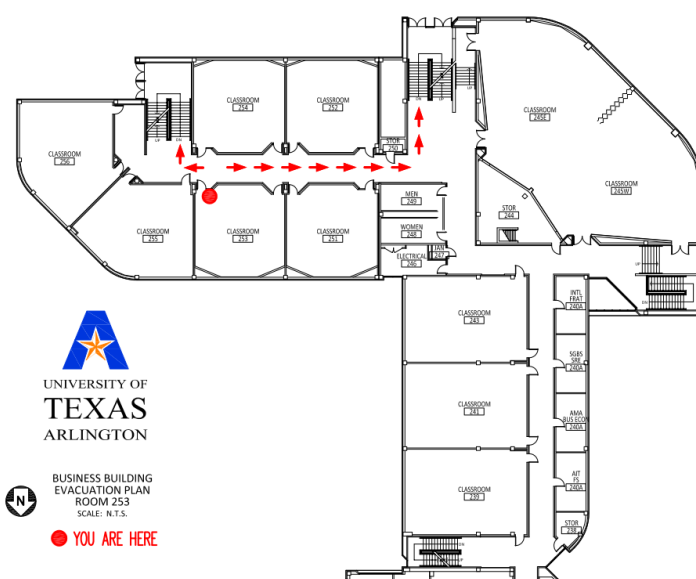 CLASSROOM
254
CLASSROOM
252
STOR
250
CLASSROOM
245E
CLASSROOM
256
CLASSROOM
245W
MEN
249
STOR
244
WOMEN
248
CLASSROOM
255
CLASSROOM
253
CLASSROOM
251
JAN
247
ELECTRICAL
246
INTL
FRAT
240A
CLASSROOM
243
SGBS
SRB
240A
CLASSROOM
241
AMA
BUS ECON
240A
AIT
FS
240A
CLASSROOM
239
STOR
238
UP
DN
UNIVERSITY OF
TEXAS
ARLINGTON
BUSINESS BUILDING
EVACUATION PLAN
ROOM 253
SCALE: N.T.S.
N
YOU ARE HERE